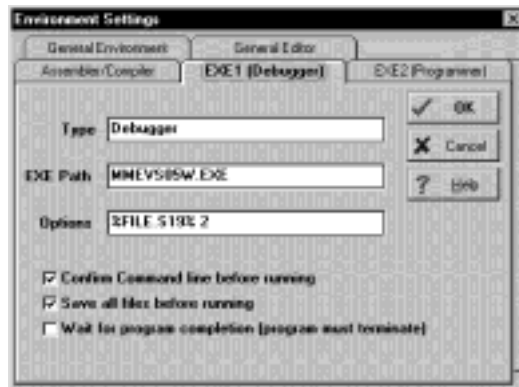 Environment Settings
General Environment
General Editor
Assembler/Compiler
EXE1 (Debugger)
EXE2 (Programmer)
Type Debugger
OK
EXE Path MMEVS05W.EXE
Cancel
Options %FILE.S19% 2
Help
Confirm Command line before running
Save all files before running
Wait for program completion (program must terminate)